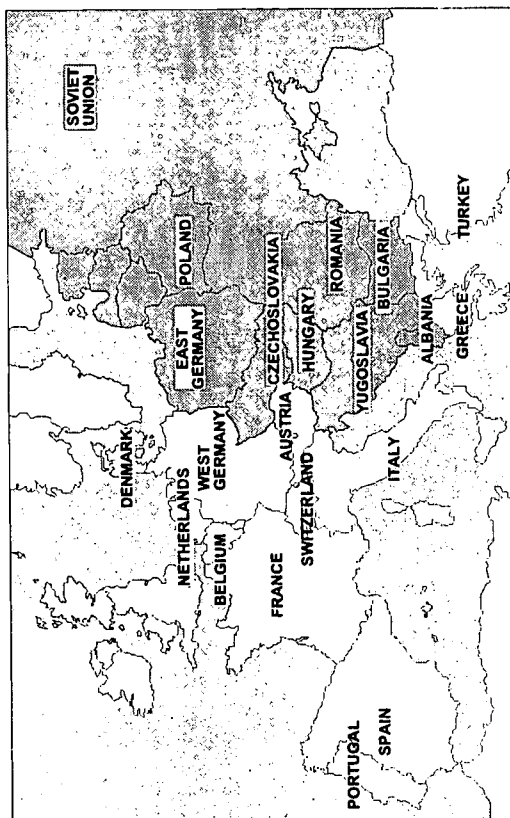 SOVIET
UNION
DENMARK
NETHERLANDS
EAST
GERMANY
POLAND
WEST
GERMANY
BELGIUM
CZECHOSLOVAKIA
FRANCE
AUSTRIA
SWITZERLAND
HUNGARY
ROMANIA
YUGOSLAVIA
BULGARIA
PORTUGAL
SPAIN
ITALY
ALBANIA
GREECE
TURKEY